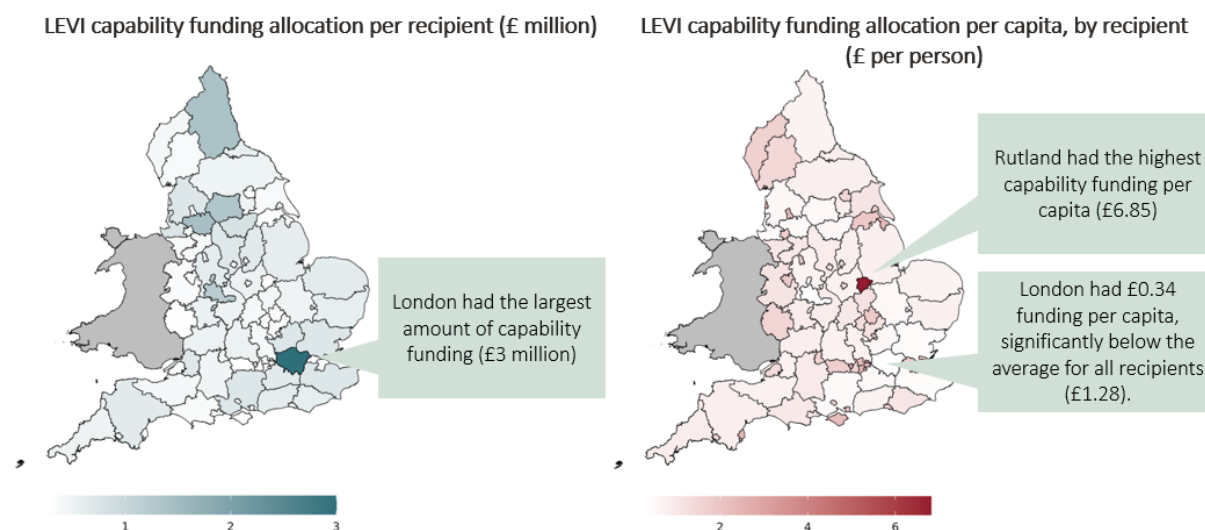 LEVI capability funding allocation per recipient (£ million)
LEVI capability funding allocation per capita, by recipient
(£ per person)
Rutland had the highest
capability funding per
capita (£6.85)
London had the largest
amount of capability
funding (£3 million)
London had £0.34
funding per capita,
significantly below the
average for all recipients
(£1.28).
1 2 3
2 4 6